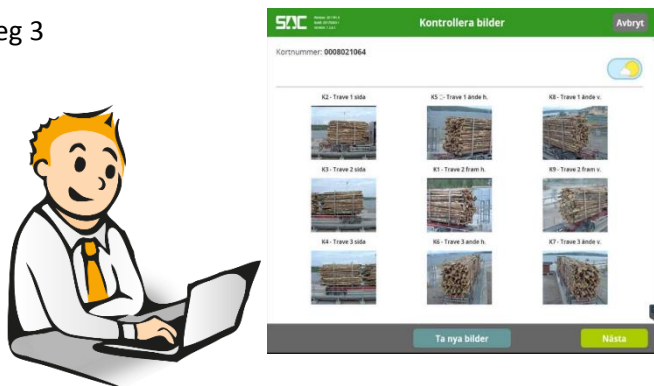 eg 3
SDC
Kontrollera bilder
Avbryt
Kortnummer: 0008021064
K2 - Trave 1 sida
K5 - Trave 1 ände h.
K8 - Trave 1 ände v.
K3 - Trave 2 sida
K1 - Trave 2 fram h.
K9 - Trave 2 fram v.
K4 - Trave 3 sida
K6 - Trave 3 ände h.
K7 - Trave 3 ände v.
Ta nya bilder
Nästa